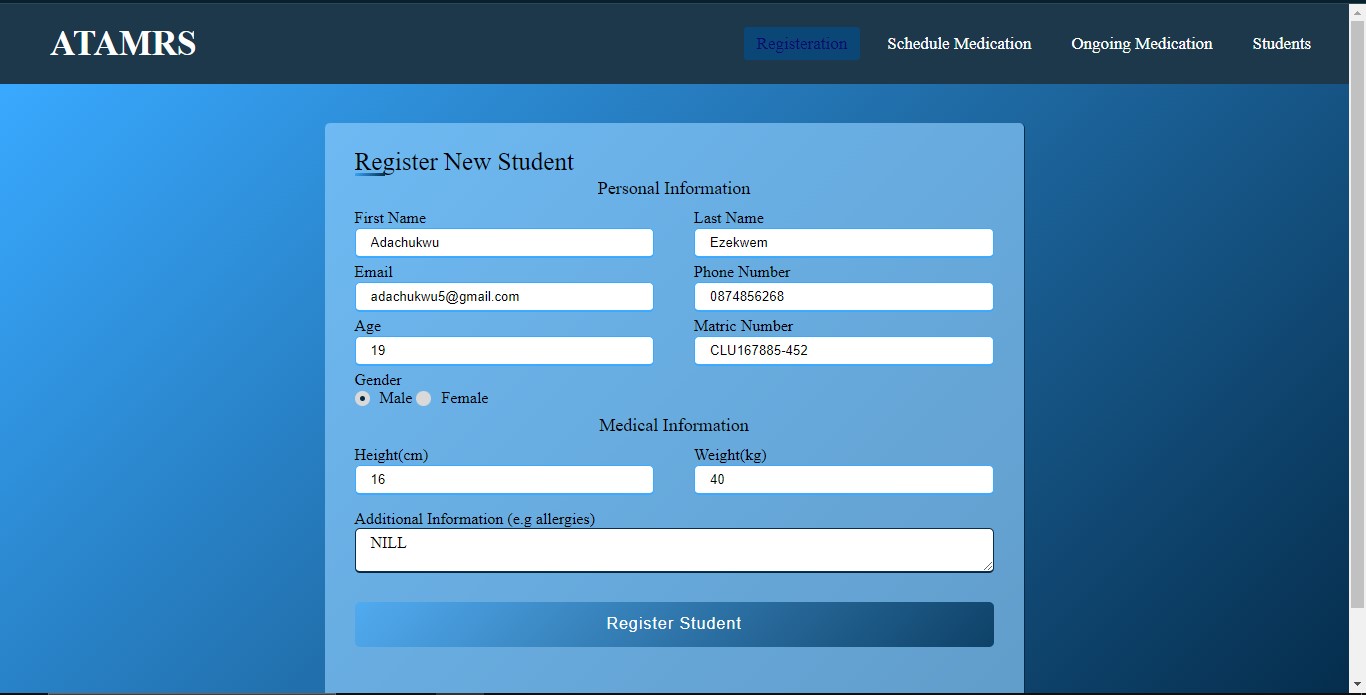 ATAMRS
Registeration Schedule Medication Ongoing Medication Students
Register New Student
Personal Information
First Name Last Name
Adachukwu Ezekwem
Email Phone Number
adachukwu5@gmail.com 0874856268
Age Matric Number
19 CLU167885-452
Gender
Male Female
Medical Information
Height(cm) Weight(kg)
16 40
Additional Information (e.g allergies)
NILL
Register Student